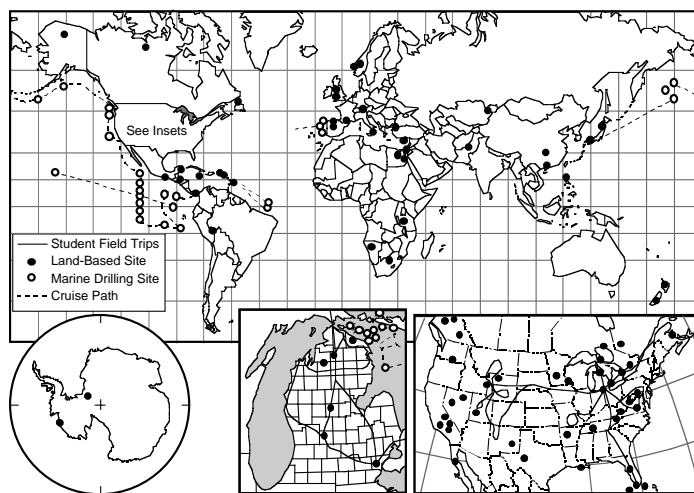 See Insets
Student Field Trips
Land-Based Site
Marine Drilling Site
Cruise Path